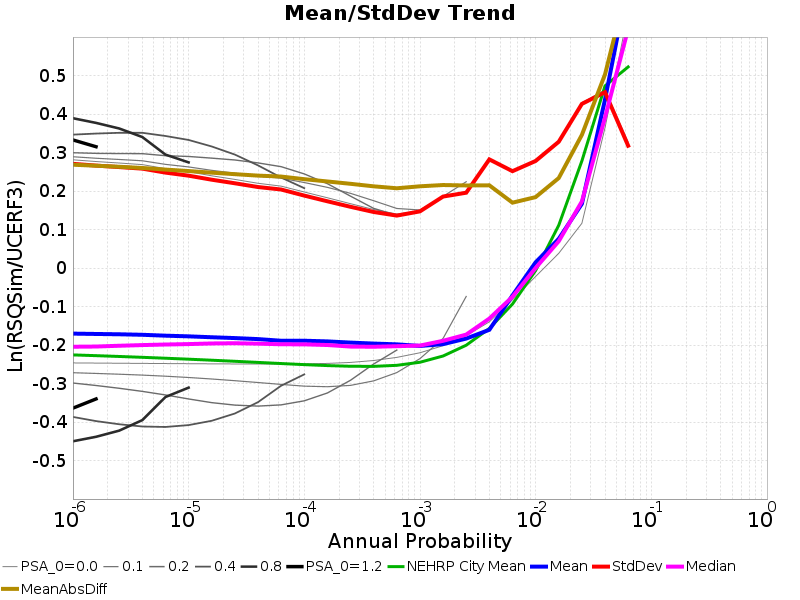 Mean/StdDev Trend
Ln(RSQSim/UCERF3)
0.5
0.4
0.3
0.2
0.1
0
-0.1
-0.2
-0.3
-0.4
-0.5
10^-6 10^-5 10^-4 10^-3 10^-2 10^-1 10^0
Annual Probability
PSA_0=0.0 0.1 0.2 0.4 0.8 PSA_0=1.2 NEHRP City Mean Mean StdDev Median
MeanAbsDiff